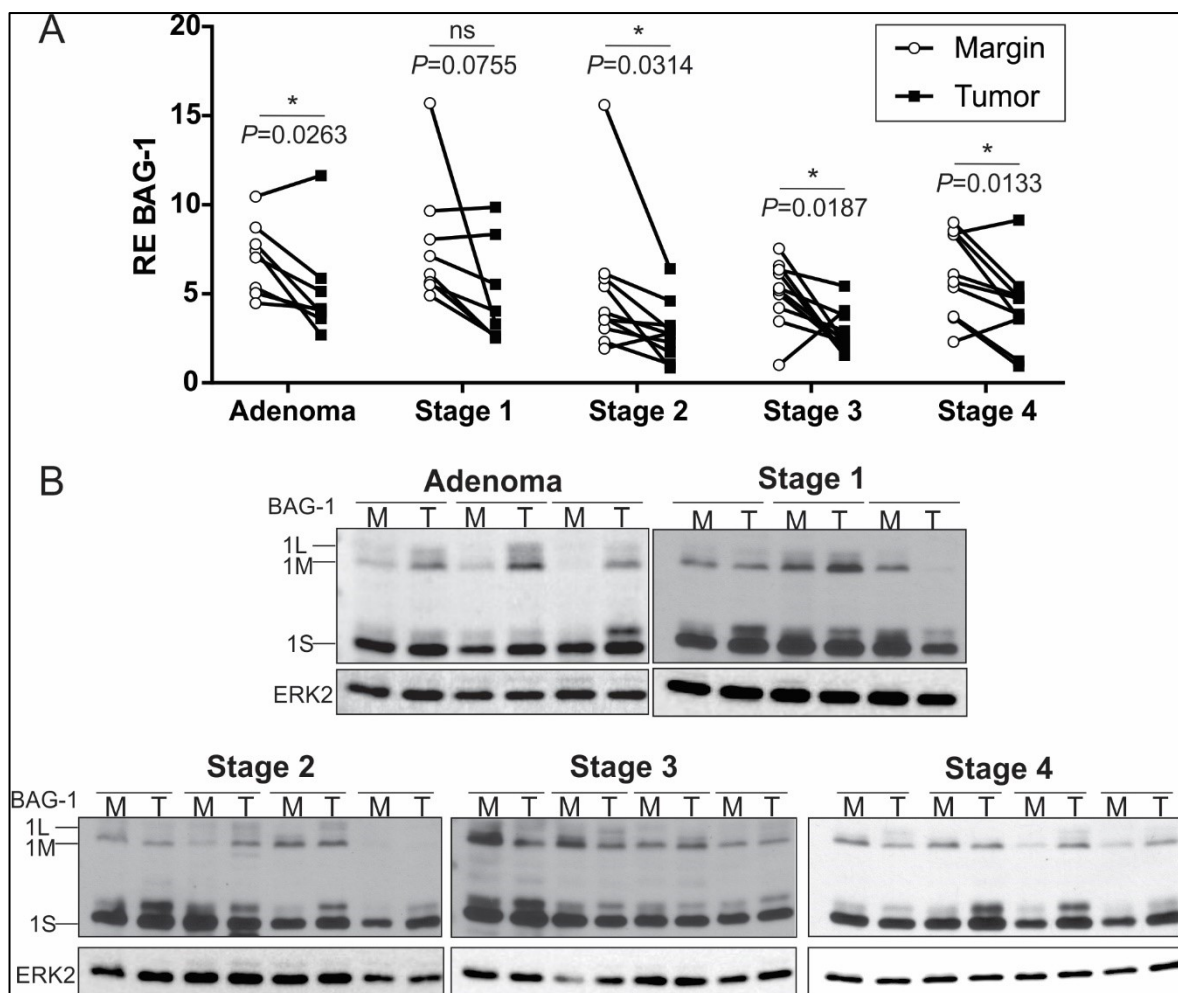 A
20
15
10
5
0
RE BAG-1
ns
P=0.0755
*
P=0.0314
Margin
Tumor
*
P=0.0263
*
P=0.0187
*
P=0.0133
Adenoma Stage 1 Stage 2 Stage 3 Stage 4
B
Adenoma Stage 1
BAG-1 M T M T M T M T M T M T
1L
1M
1S
ERK2
Stage 2 Stage 3 Stage 4
BAG-1 M T M T M T M T M T M T M T M T M T M T M T M T
1L
1M
1S
ERK2